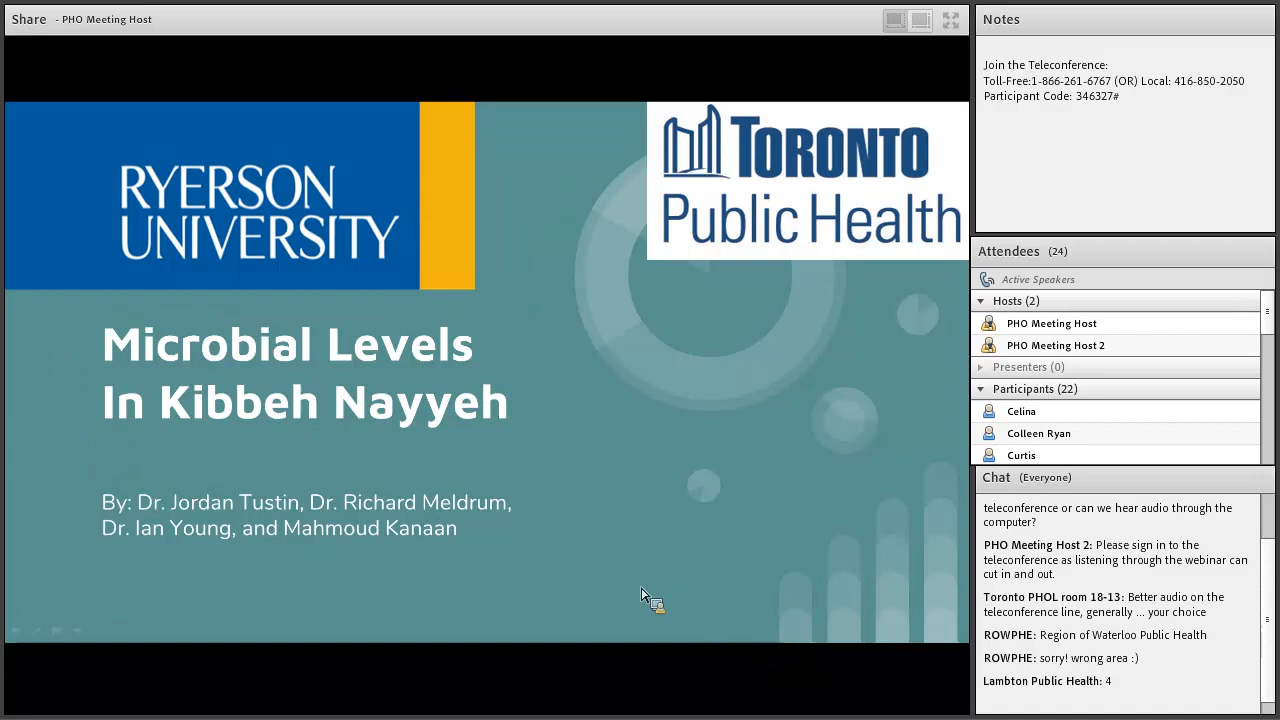 Share - PHO Meeting Host
RYERSON
UNIVERSITY
TORONTO
Public Health
Microbial Levels
In Kibbeh Nayyeh
By: Dr. Jordan Tustin, Dr. Richard Meldrum,
Dr. Ian Young, and Mahmoud Kanaan
Notes
Join the Teleconference:
Toll-Free:1-866-261-6767 (OR) Local: 416-850-2050
Participant Code: 346327#
Attendees (24)
Active Speakers
Hosts (2)
PHO Meeting Host
PHO Meeting Host 2
Presenters (0)
Participants (22)
Celina
Colleen Ryan
Curtis
Chat (Everyone)
teleconference or can we hear audio through the
computer?
PHO Meeting Host 2: Please sign in to the
teleconference as listening through the webinar can
cut in and out.
Toronto PHOL room 18-13: Better audio on the
teleconference line, generally ... your choice
ROWPHE: Region of Waterloo Public Health
ROWPHE: sorry! wrong area :)
Lambton Public Health: 4